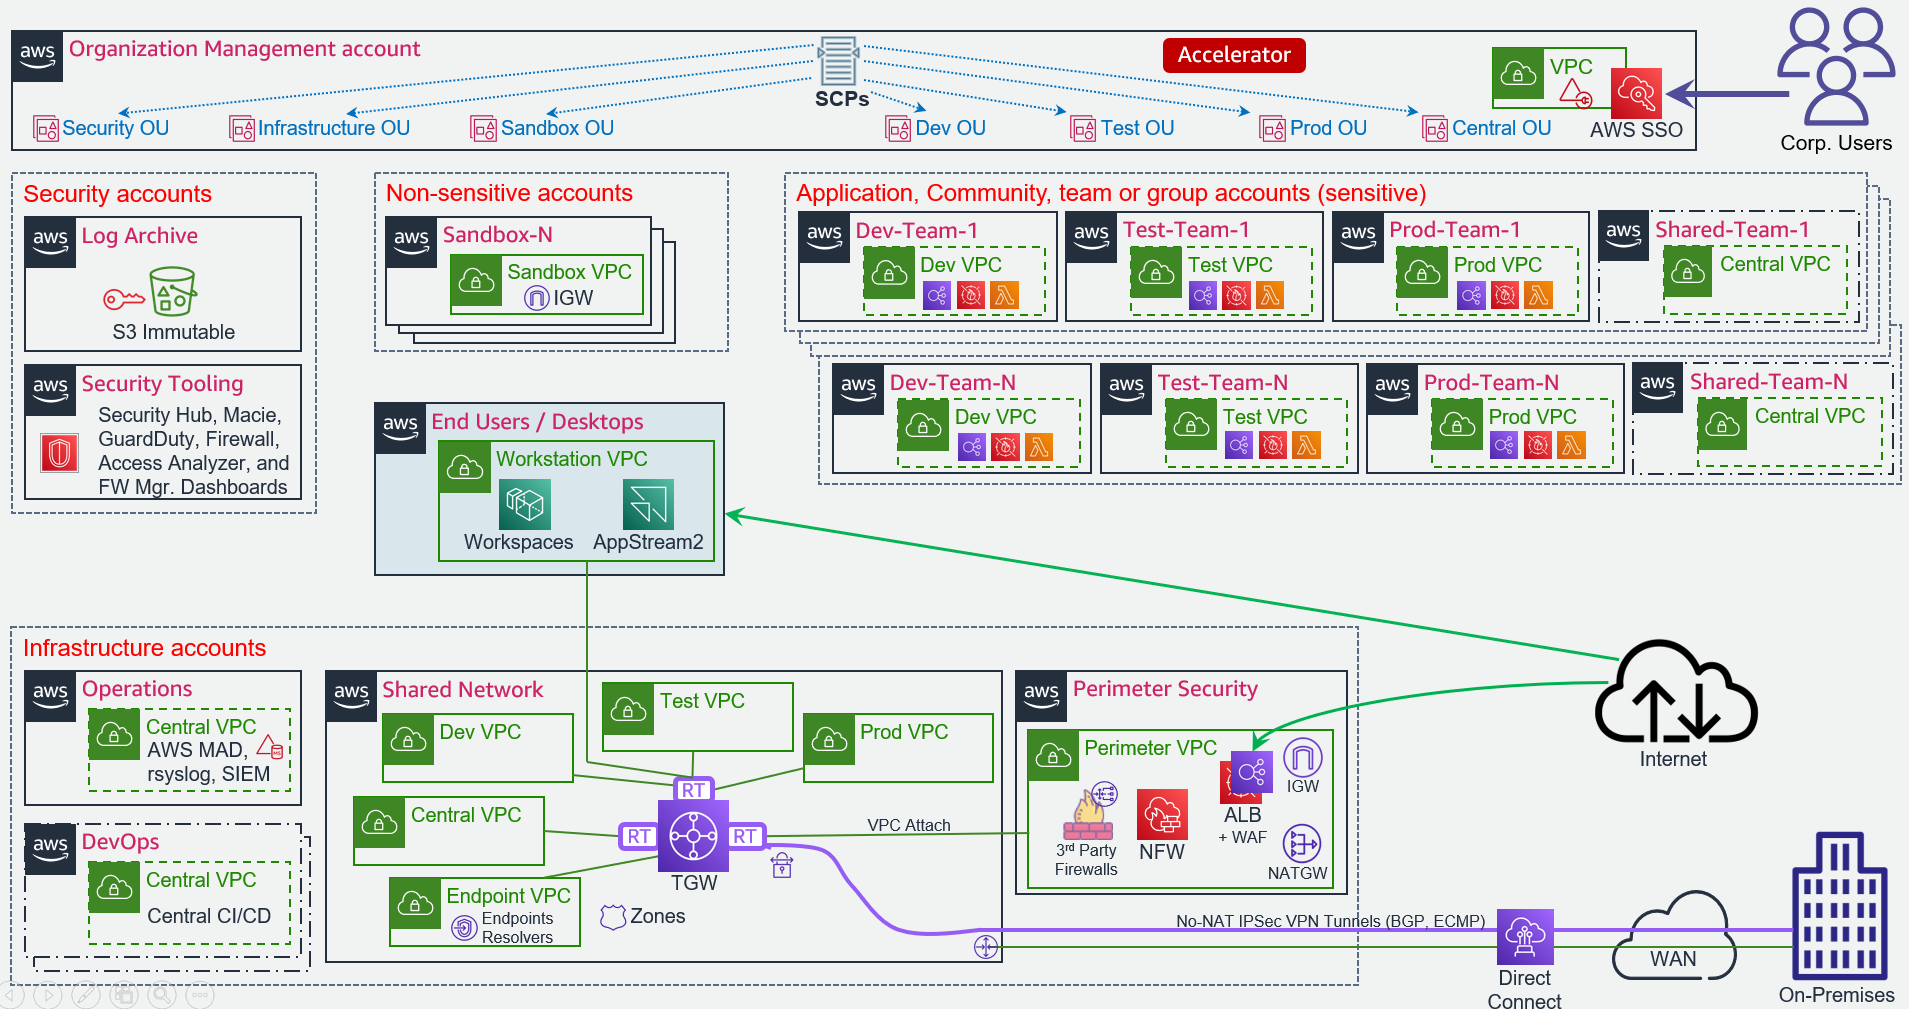 aws
Organization Management account
Accelerator
SCPs
VPC
AWS SSO
Corp. Users
Security OU
Infrastructure OU
Sandbox OU
Dev OU
Test OU
Prod OU
Central OU
Security accounts
aws
Log Archive
S3 Immutable
aws
Security Tooling
Security Hub, Macie,
GuardDuty, Firewall,
Access Analyzer, and
FW Mgr. Dashboards
Non-sensitive accounts
aws
Sandbox-N
Sandbox VPC
IGW
Application, Community, team or group accounts (sensitive)
aws
Dev-Team-1
Dev VPC
aws
Test-Team-1
Test VPC
aws
Prod-Team-1
Prod VPC
aws
Shared-Team-1
Central VPC
aws
Dev-Team-N
Dev VPC
aws
Test-Team-N
Test VPC
aws
Prod-Team-N
Prod VPC
aws
Shared-Team-N
Central VPC
aws
End Users / Desktops
Workstation VPC
Workspaces
AppStream2
Infrastructure accounts
aws
Operations
Central VPC
AWS MAD,
MS
rsyslog, SIEM
aws
DevOps
Central VPC
Central CI/CD
aws
Shared Network
Dev VPC
Test VPC
Prod VPC
Central VPC
RT
RT
RT
TGW
Endpoint VPC
Endpoints
Resolvers
Zones
VPC Attach
aws
Perimeter Security
Perimeter VPC
3rd Party
Firewalls
NFW
ALB
+ WAF
IGW
NATGW
Internet
No-NAT IPSec VPN Tunnels (BGP, ECMP)
Direct
Connect
WAN
On-Premises